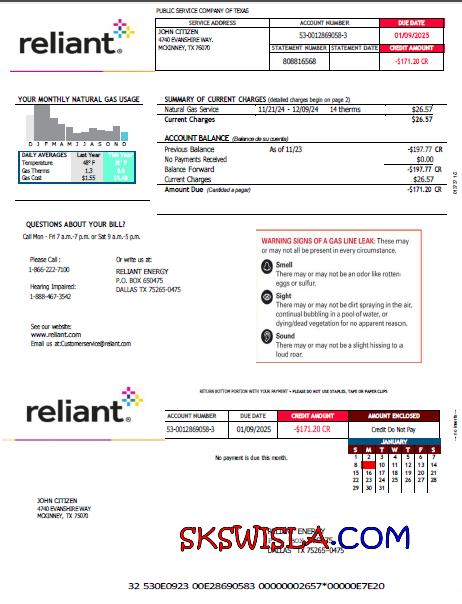 PUBLIC SERVICE COMPANY OF TEXAS
reliant
SERVICE ADDRESS
ACCOUNT NUMBER
DUE DATE
JOHN CITIZEN
4740 EVANSHIRE WAY.
MCKINNEY, TX 76070
53-0012869058-3
01/09/2025
STATEMENT NUMBER
STATEMENT DATE
CREDIT AMOUNT
808816568
-$171.20 CR
YOUR MONTHLY NATURAL GAS USAGE
D J F M A M J J A S O N D
DAILY AVERAGES Last Year
Temperature 48° F
Gas Therms 1.3
Gas Cost $1.55
SUMMARY OF CURRENT CHARGES (detailed charges begin on page 2)
Natural Gas Service 11/21/24 - 12/09/24 14 therms $26.57
Current Charges $26.57
ACCOUNT BALANCE (Balance de su cuenta)
Previous Balance As of 11/23 -$197.77 CR
No Payments Received $0.00
Balance Forward -$197.77 CR
Current Charges $26.57
Amount Due (Cantidad a pagar) -$171.20 CR
QUESTIONS ABOUT YOUR BILL?
Call Mon - Fri 7 a.m.-7 p.m. or Sat 9 a.m.-5 p.m.
Please Call :
1-866-222-7100
Hearing Impaired:
1-888-467-3542
Or write us at:
RELIANT ENERGY
P.O. BOX 650475
DALLAS TX 75265-0475
See our website:
www.reliant.com
Email us at:Customerservice@reliant.com
WARNING SIGNS OF A GAS LINE LEAK: These may
or may not all be present in every circumstance.
Smell
There may or may not be an odor like rotten
eggs or sulfur.
Sight
There may or may not be dirt spraying in the air,
continual bubbling in a pool of water, or
dying/dead vegetation for no apparent reason.
Sound
There may or may not be a slight hissing to a
loud roar.
RETURN BOTTOM PORTION WITH YOUR PAYMENT • PLEASE DO NOT USE STAPLES, TAPE OR PAPER CLIPS
reliant
ACCOUNT NUMBER
DUE DATE
CREDIT AMOUNT
AMOUNT ENCLOSED
53-0012869058-3
01/09/2025
-$171.20 CR
Credit Do Not Pay
No payment is due this month.
JANUARY
S M T W T F S
1 2 3 4 5 6 7
8 10 11 12 13 14
15 16 17 18 19 20 21
22 23 24 25 26 27 28
29 30 31
JOHN CITIZEN
4740 EVANSHIRE WAY
MCKINNEY, TX 75070
SKSWISLA.COM
ENERGY
DALLAS TX 75265-0475
32 530E0923 00E28690583 00000002657*00000E7E20